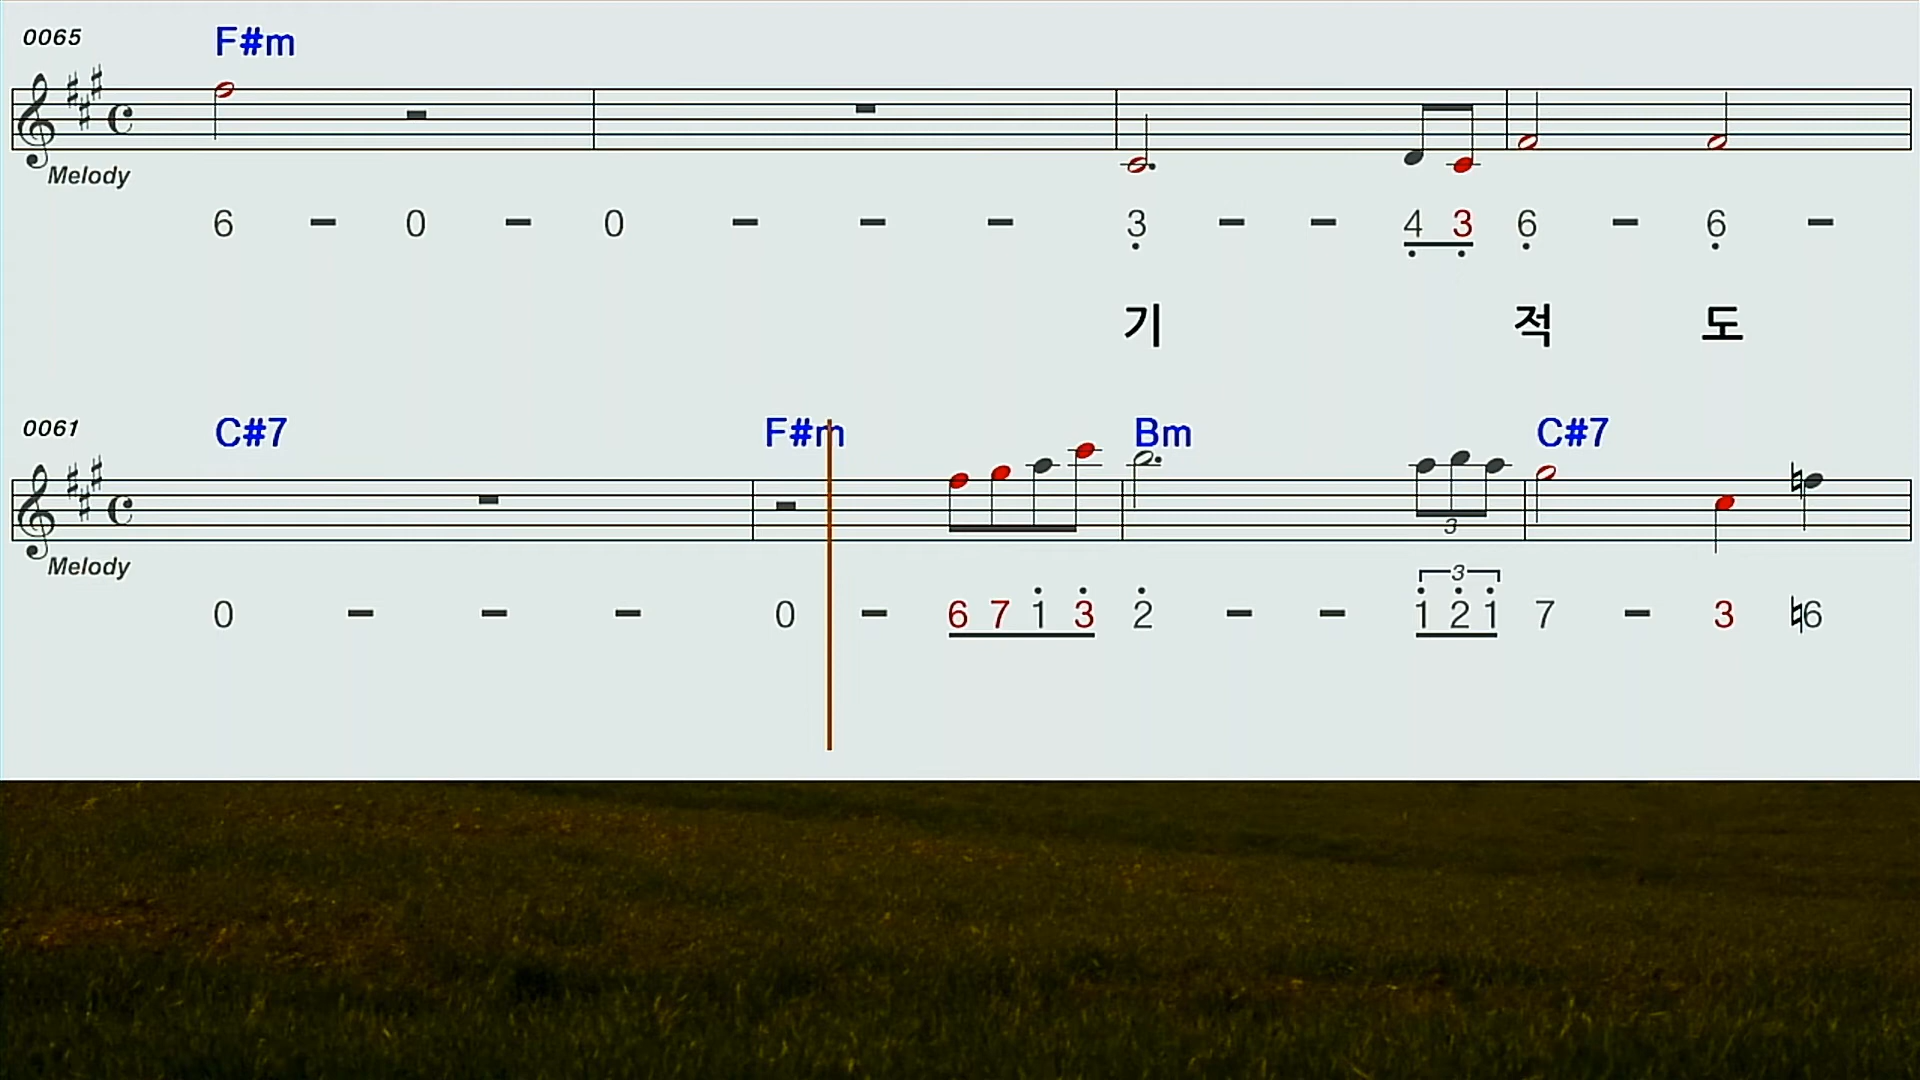 0065 F#m
Melody
6 - 0 - 0 - - - 3 - - 4 3 6 - 6 -
기 적 도
0061 C#7 F#m Bm C#7
3
Melody
3
0 - - - 0 - 6 7 1 3 2 - - 1 2 1 7 - 3 ♮6